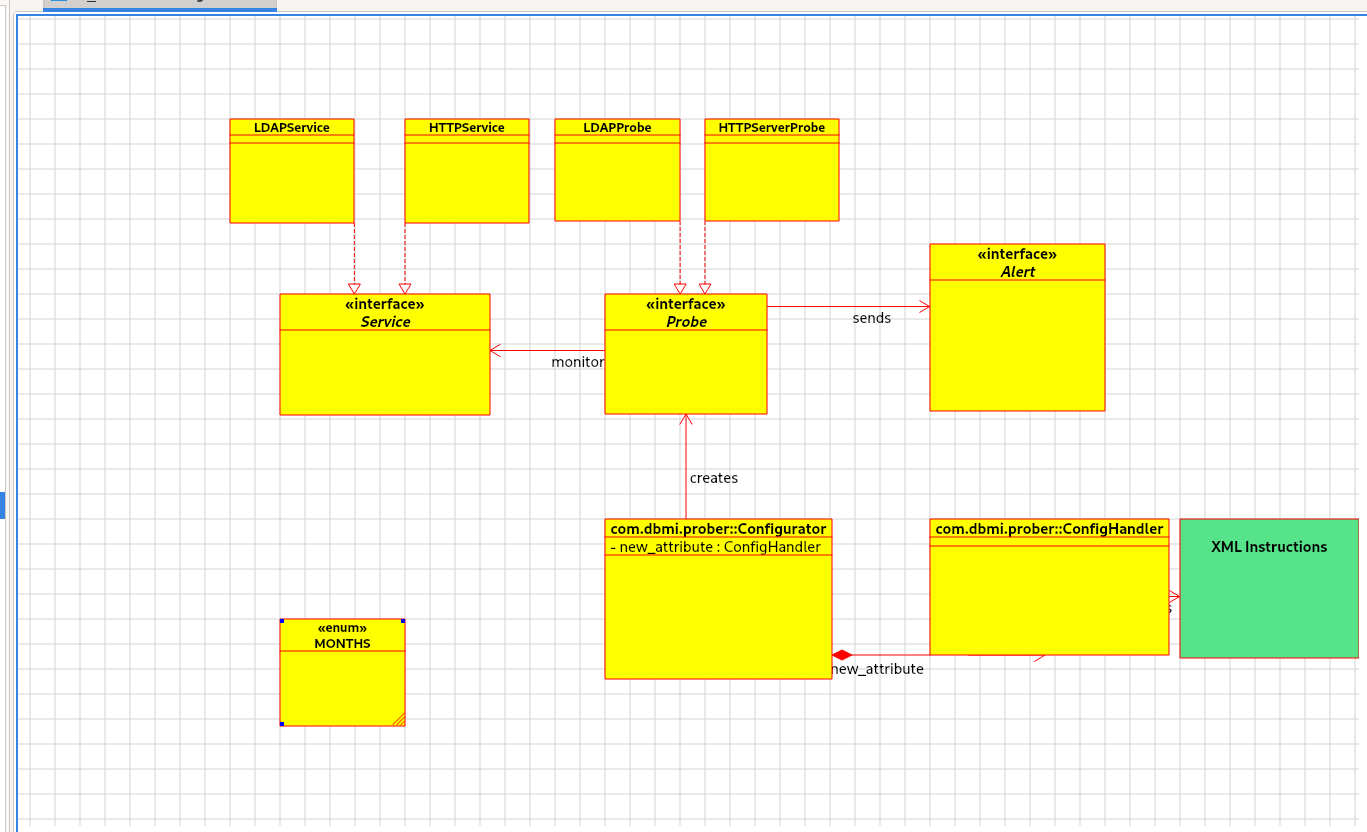 LDAPService
HTTPService
LDAPProbe
HTTPServerProbe
«interface»
Alert
«interface»
Service
«interface»
Probe
sends
monitor
creates
com.dbmi.prober::Configurator
- new_attribute : ConfigHandler
com.dbmi.prober::ConfigHandler
XML Instructions
«enum»
MONTHS
new_attribute